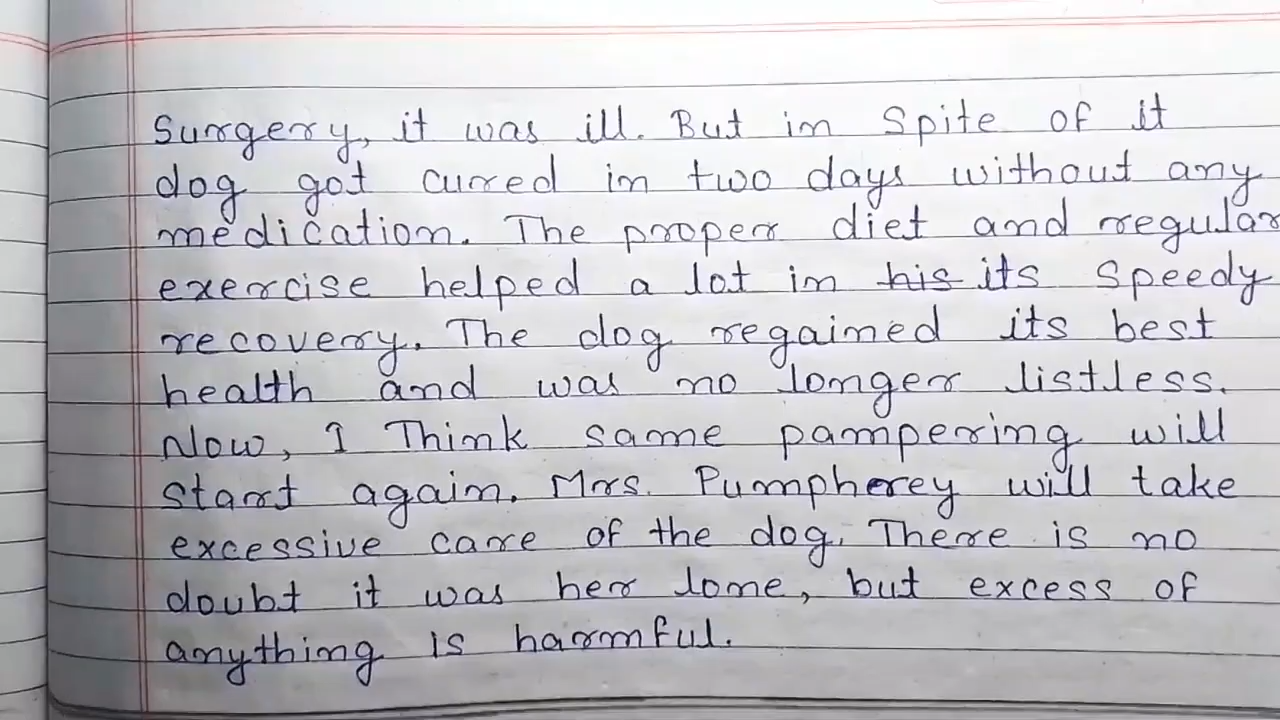 Surgery, it was ill. But in Spite of it
dog got cured in two days without any
medication. The proper diet and regular
exercise helped a lot in his its Speedy
recovery. The dog regained its best
health and was no longer listless.
Now, I Think same pampering will
start again. Mrs. Pumpherey will take
excessive care of the dog. There is no
doubt it was her lome, but excess of
anything is harmful.